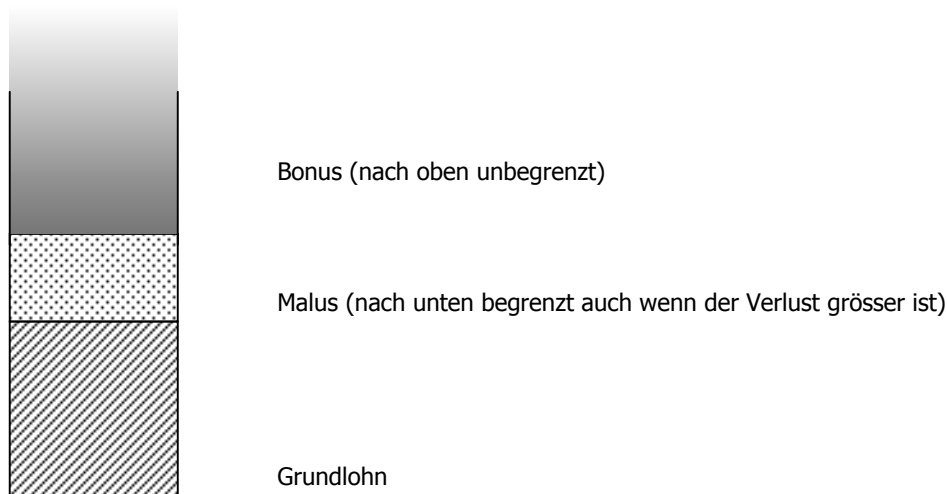 Bonus (nach oben unbegrenzt)
Malus (nach unten begrenzt auch wenn der Verlust grösser ist)
Grundlohn